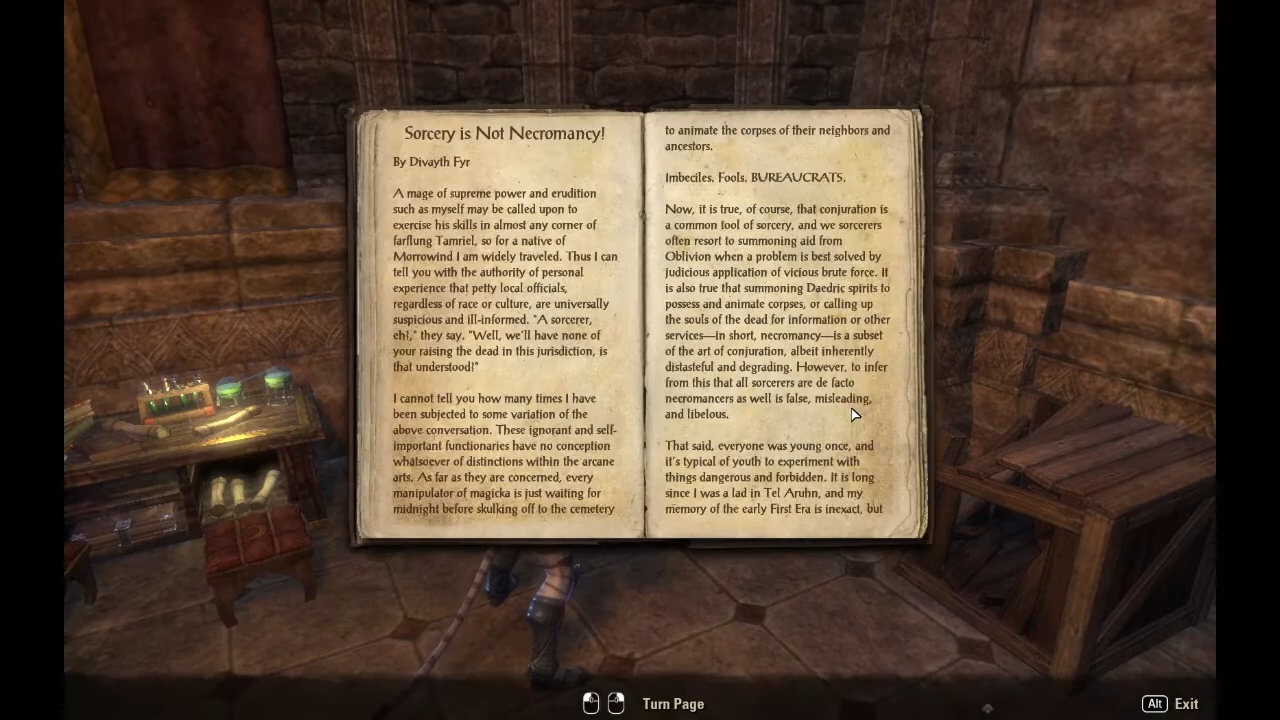 Sorcery is Not Necromancy!
By Divayth Fyr
A mage of supreme power and erudition
such as myself may be called upon to
exercise his skills in almost any corner of
farflung Tamriel, so for a native of
Morrowind I am widely traveled. Thus I can
tell you with the authority of personal
experience that petty local officials,
regardless of race or culture, are universally
suspicious and ill-informed. "A sorcerer,
eh?," they say. "Well, we'll have none of
your raising the dead in this jurisdiction, is
that understood?"
I cannot tell you how many times I have
been subjected to some variation of the
above conversation. These ignorant and self-
important functionaries have no conception
whatsoever of distinctions within the arcane
arts. As far as they are concerned, every
manipulator of magicka is just waiting for
midnight before skulking off to the cemetery
to animate the corpses of their neighbors and
ancestors.
Imbeciles. Fools. BUREAUCRATS.
Now, it is true, of course, that conjuration is
a common tool of sorcery, and we sorcerers
often resort to summoning aid from
Oblivion when a problem is best solved by
judicious application of vicious brute force. It
is also true that summoning Daedric spirits to
possess and animate corpses, or calling up
the souls of the dead for information or other
services—in short, necromancy—is a subset
of the art of conjuration, albeit inherently
distasteful and degrading. However, to infer
from this that all sorcerers are de facto
necromancers as well is false, misleading,
and libelous.
That said, everyone was young once, and
it's typical of youth to experiment with
things dangerous and forbidden. It is long
since I was a lad in Tel Aruhn, and my
memory of the early First Era is inexact, but
Turn Page
Alt Exit